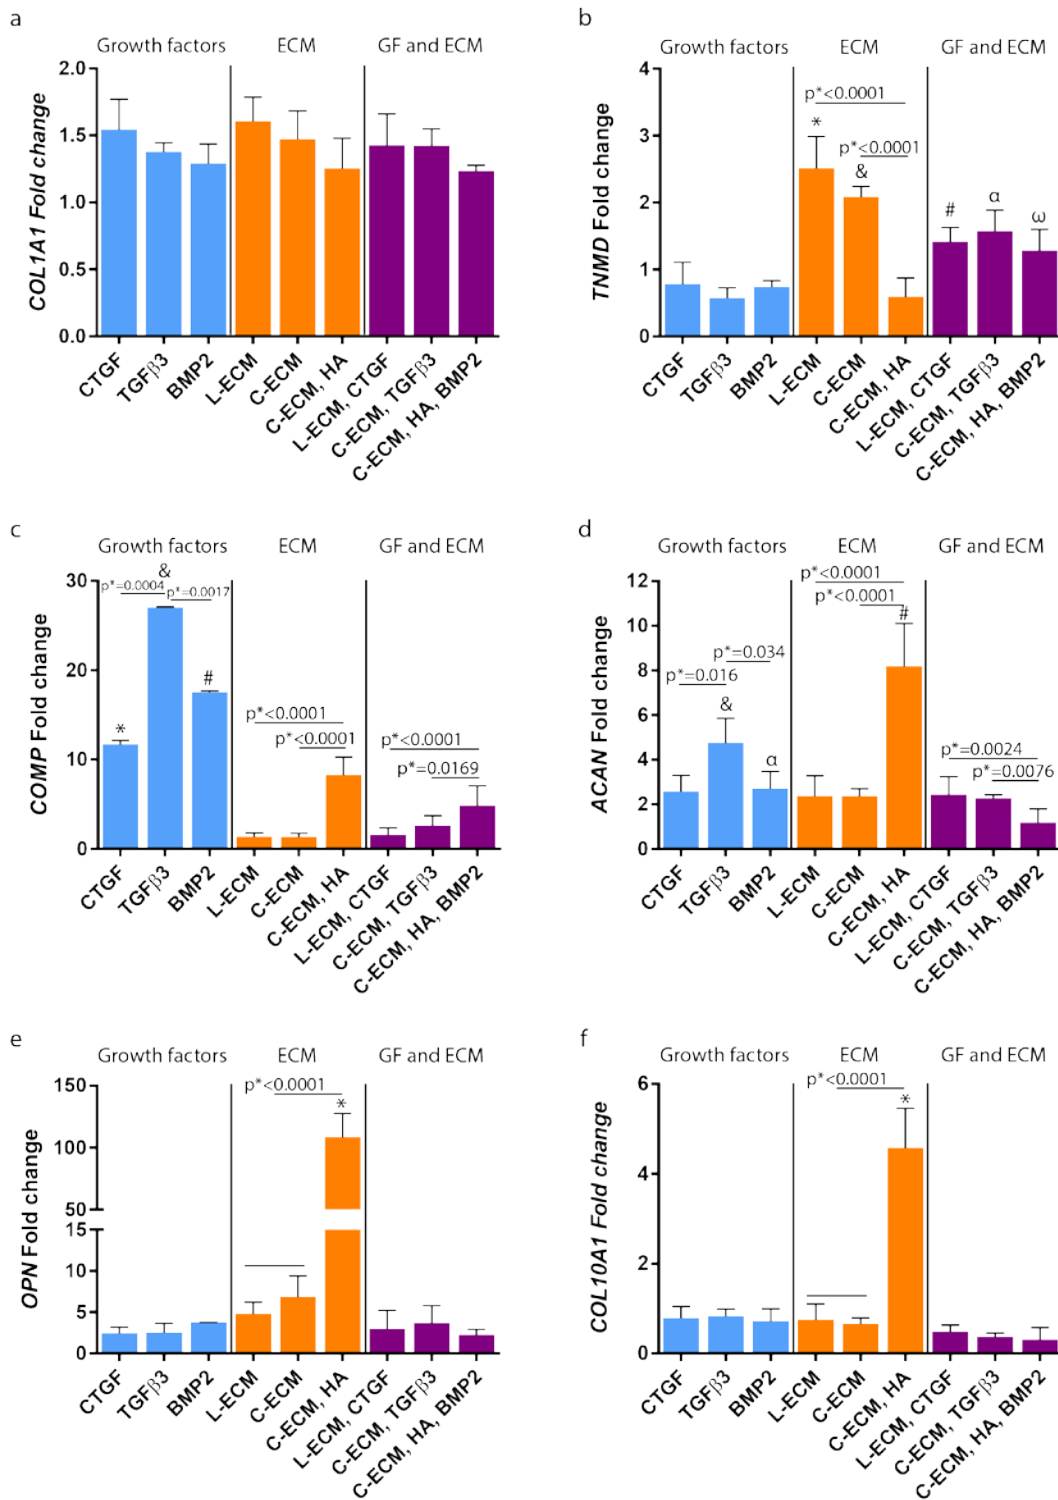 a
Growth factors ECM GF and ECM
COL1A1 Fold change
2.0
1.5
1.0
0.5
0.0
CTGF
TGFβ3
BMP2
L-ECM
C-ECM
C-ECM, HA
L-ECM, CTGF
C-ECM, TGFβ3
C-ECM, HA, BMP2
b
Growth factors ECM GF and ECM
TNMD Fold change
4
3
2
1
0
p*<0.0001
*
p*<0.0001
&
#
α
ω
CTGF
TGFβ3
BMP2
L-ECM
C-ECM
C-ECM, HA
L-ECM, CTGF
C-ECM, TGFβ3
C-ECM, HA, BMP2
c
Growth factors ECM GF and ECM
COMP Fold change
30
20
10
0
&
p*=0.0004
p*=0.0017
#
*
p*<0.0001
p*<0.0001
p*<0.0001
p*=0.0169
CTGF
TGFβ3
BMP2
L-ECM
C-ECM
C-ECM, HA
L-ECM, CTGF
C-ECM, TGFβ3
C-ECM, HA, BMP2
d
Growth factors ECM GF and ECM
ACAN Fold change
12
10
8
6
4
2
0
p*=0.034
p*=0.016
&
α
p*<0.0001
p*<0.0001
#
p*=0.0024
p*=0.0076
CTGF
TGFβ3
BMP2
L-ECM
C-ECM
C-ECM, HA
L-ECM, CTGF
C-ECM, TGFβ3
C-ECM, HA, BMP2
e
Growth factors ECM GF and ECM
OPN Fold change
150
100
50
15
10
5
0
p*<0.0001
*
CTGF
TGFβ3
BMP2
L-ECM
C-ECM
C-ECM, HA
L-ECM, CTGF
C-ECM, TGFβ3
C-ECM, HA, BMP2
f
Growth factors ECM GF and ECM
COL10A1 Fold change
6
4
2
0
p*<0.0001
*
CTGF
TGFβ3
BMP2
L-ECM
C-ECM
C-ECM, HA
L-ECM, CTGF
C-ECM, TGFβ3
C-ECM, HA, BMP2